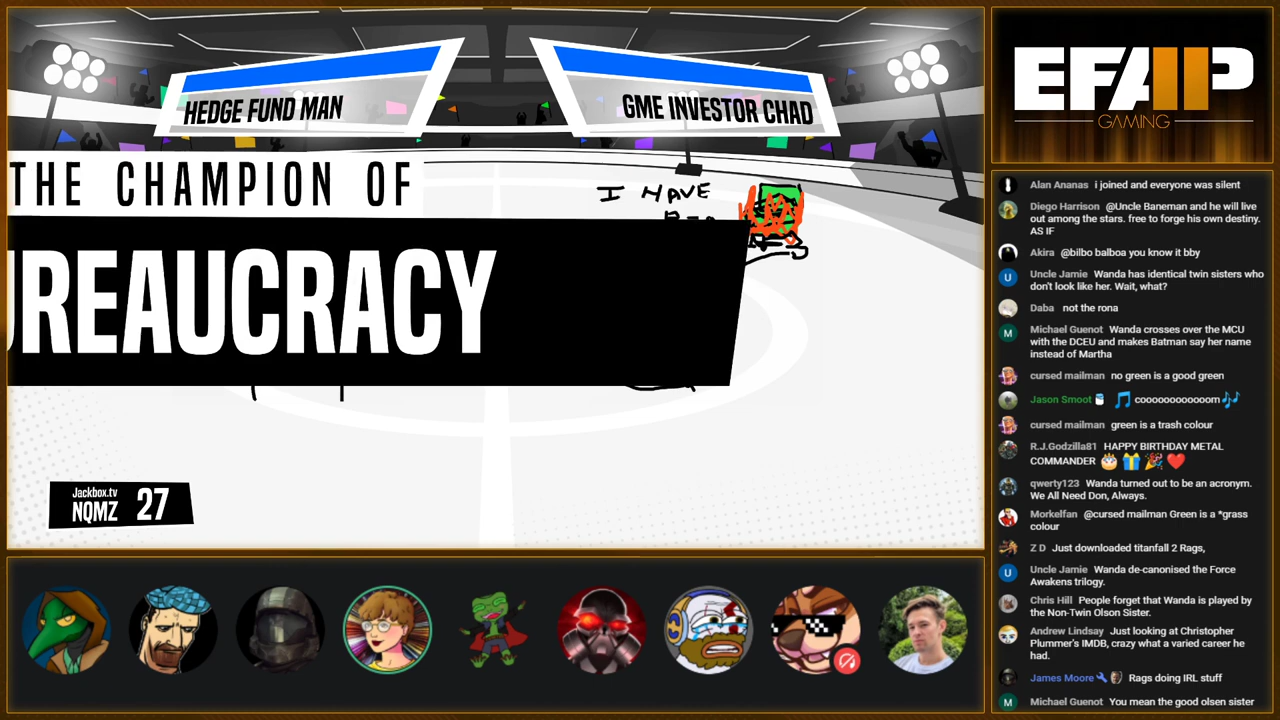 HEDGE FUND MAN
GME INVESTOR CHAD
THE CHAMPION OF
UREAUCRACY
I HAVE
Jackbox.tv
NQMZ 27
EFAP
GAMING
Alan Ananas i joined and everyone was silent
Diego Harrison @Uncle Baneman and he will live
out among the stars. free to forge his own destiny.
AS IF
Akira @bilbo balboa you know it bby
U
Uncle Jamie Wanda has identical twin sisters who
don't look like her. Wait, what?
Daba not the rona
M
Michael Guenot Wanda crosses over the MCU
with the DCEU and makes Batman say her name
instead of Martha
cursed mailman no green is a good green
Jason Smoot 🥛 🎵 cooooooooooom 🎶
cursed mailman green is a trash colour
R.J.Godzilla81 HAPPY BIRTHDAY METAL
COMMANDER 🎂 🎁 🎉 ❤️
qwerty123 Wanda turned out to be an acronym.
We All Need Don, Always.
Morkelfan @cursed mailman Green is a *grass
colour
Z D Just downloaded titanfall 2 Rags,
U
Uncle Jamie Wanda de-canonised the Force
Awakens trilogy.
Chris Hill People forget that Wanda is played by
the Non-Twin Olson Sister.
Andrew Lindsay Just looking at Christopher
Plummer's IMDB, crazy what a varied career he
had.
James Moore 🔧 Rags doing IRL stuff
M
Michael Guenot You mean the good olsen sister